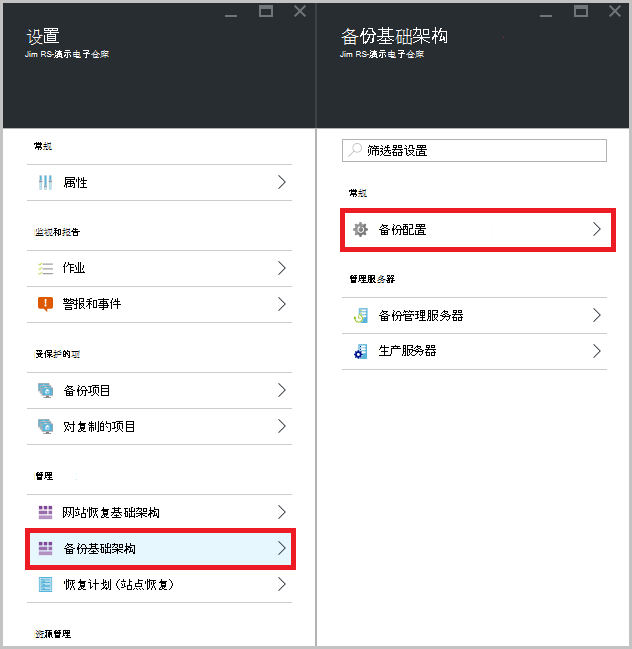 设置
Jim RS-演示电子仓库
常规
属性
监视和报告
作业
警报和事件
受保护的项
备份项目
对复制的项目
管理
网站恢复基础架构
备份基础架构
恢复计划(站点恢复)
资源管理
备份基础架构
Jim RS-演示电子仓库
筛选器设置
常规
备份配置
管理服务器
备份管理服务器
生产服务器